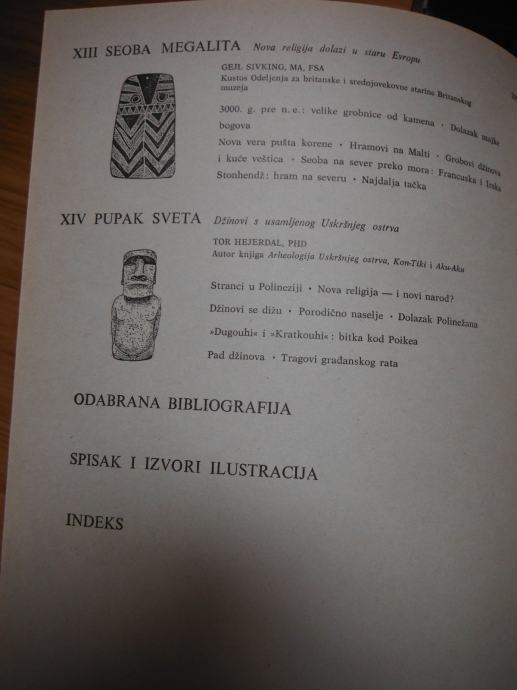 XIII SEOBA MEGALITA Nova religija dolazi u staru Evropu
GEJL SIVKING, MA, FSA
Kustos Odeljenja za britanske i srednjovekovne starine Britanskog
muzeja
3000. g. pre n. e.: velike grobnice od kamena · Dolazak majke
bogova
Nova vera pušta korene · Hramovi na Malti · Grobovi džinova
i kuće veštica · Seoba na sever preko mora: Francuska i Irska
Stonhendž: hram na severu · Najdalja tačka
XIV PUPAK SVETA Džinovi s usamljenog Uskršnjeg ostrva
TOR HEJERDAL, PHD
Autor knjiga Arheologija Uskršnjeg ostrva, Kon-Tiki i Aku-Aku
Stranci u Polineziji · Nova religija — i novi narod?
Džinovi se dižu · Porodično naselje · Dolazak Polinežana
»Dugouhi« i »Kratkouhi«: bitka kod Poikea
Pad džinova · Tragovi građanskog rata
ODABRANA BIBLIOGRAFIJA
SPISAK I IZVORI ILUSTRACIJA
INDEKS